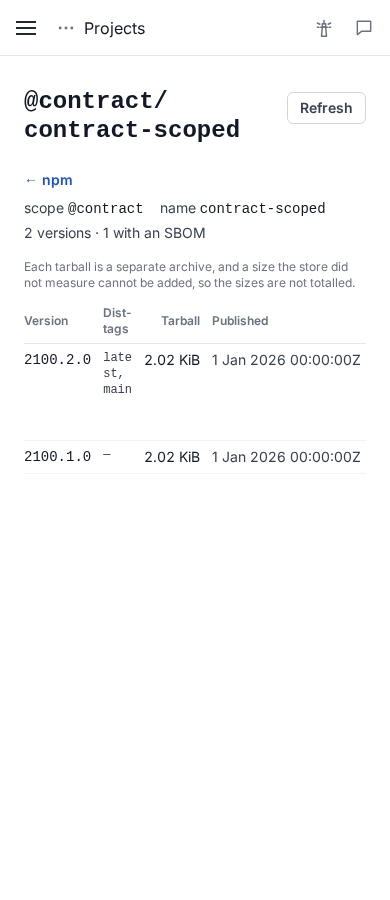 Projects
@contract/
contract-scoped
Refresh
← npm
scope @contract name contract-scoped
2 versions · 1 with an SBOM
Each tarball is a separate archive, and a size the store did
not measure cannot be added, so the sizes are not totalled.
Version Dist-tags Tarball Published
2100.2.0 latest, main 2.02 KiB 1 Jan 2026 00:00:00Z
2100.1.0 — 2.02 KiB 1 Jan 2026 00:00:00Z